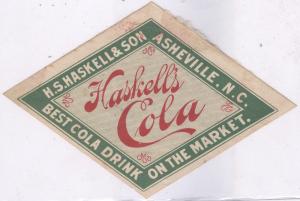 H.S. HASKELL & SON
ASHEVILLE, N.C.
Haskell's
Cola
BEST COLA DRINK
ON THE MARKET.